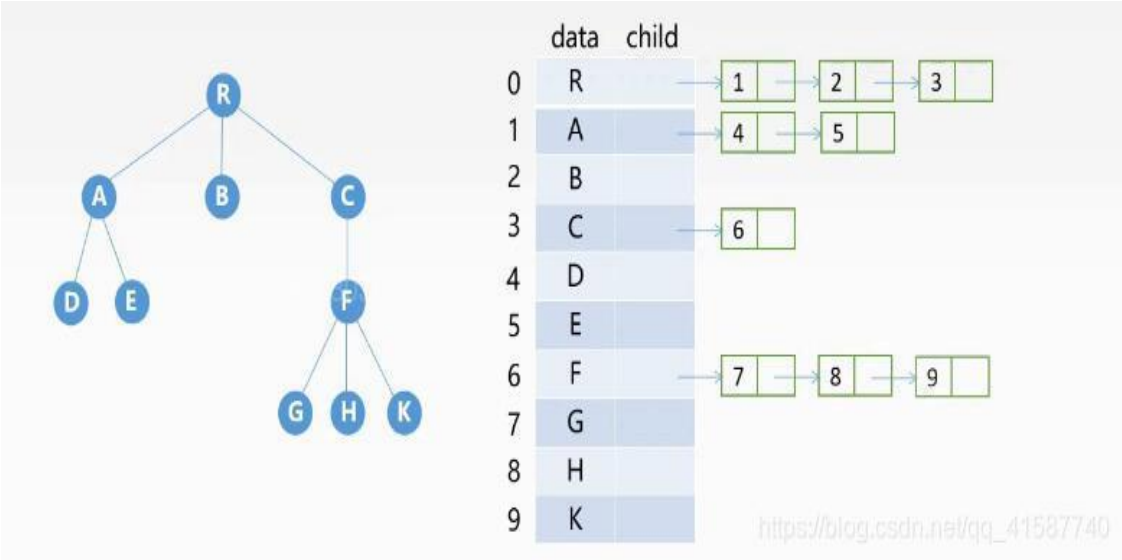 data child
R
A B C
D E F
G H K
0 R 1 2 3
1 A 4 5
2 B
3 C 6
4 D
5 E
6 F 7 8 9
7 G
8 H
9 K
https://blog.csdn.net/qq_41587740